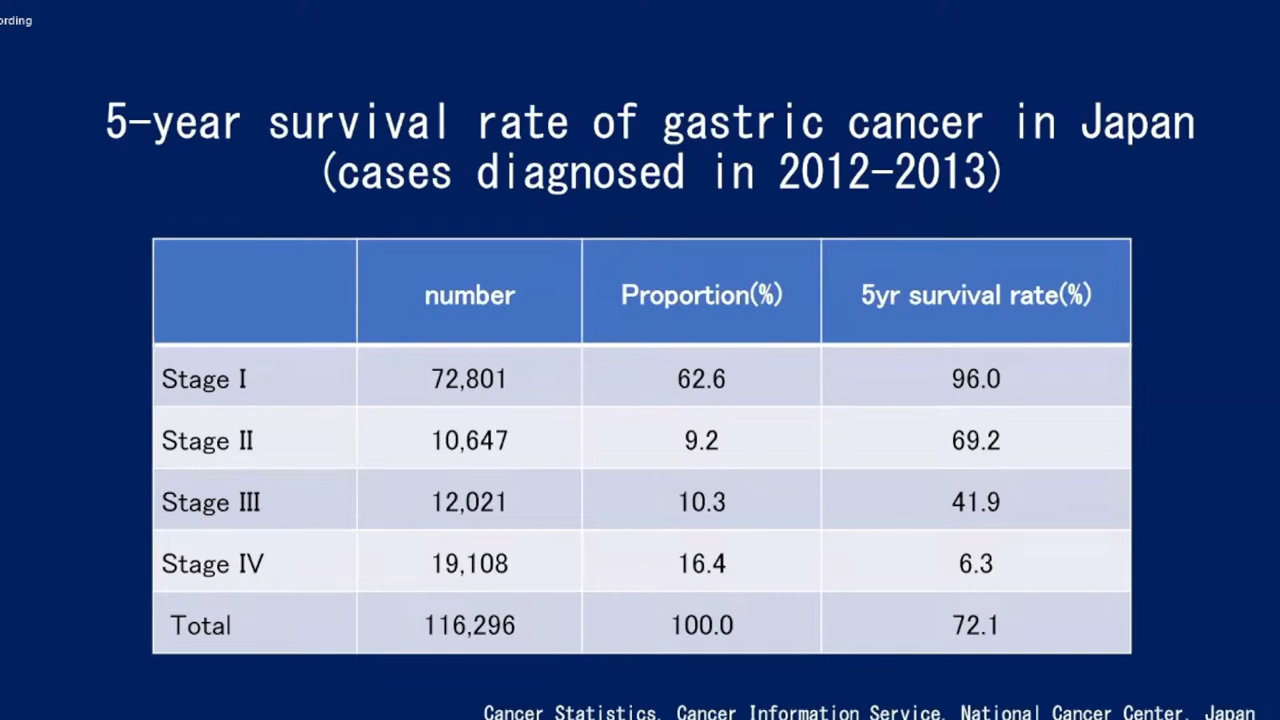 ording
5-year survival rate of gastric cancer in Japan
(cases diagnosed in 2012-2013)
number Proportion(%) 5yr survival rate(%)
Stage Ⅰ 72,801 62.6 96.0
Stage Ⅱ 10,647 9.2 69.2
Stage Ⅲ 12,021 10.3 41.9
Stage Ⅳ 19,108 16.4 6.3
Total 116,296 100.0 72.1
Cancer Statistics. Cancer Information Service. National Cancer Center, Japan